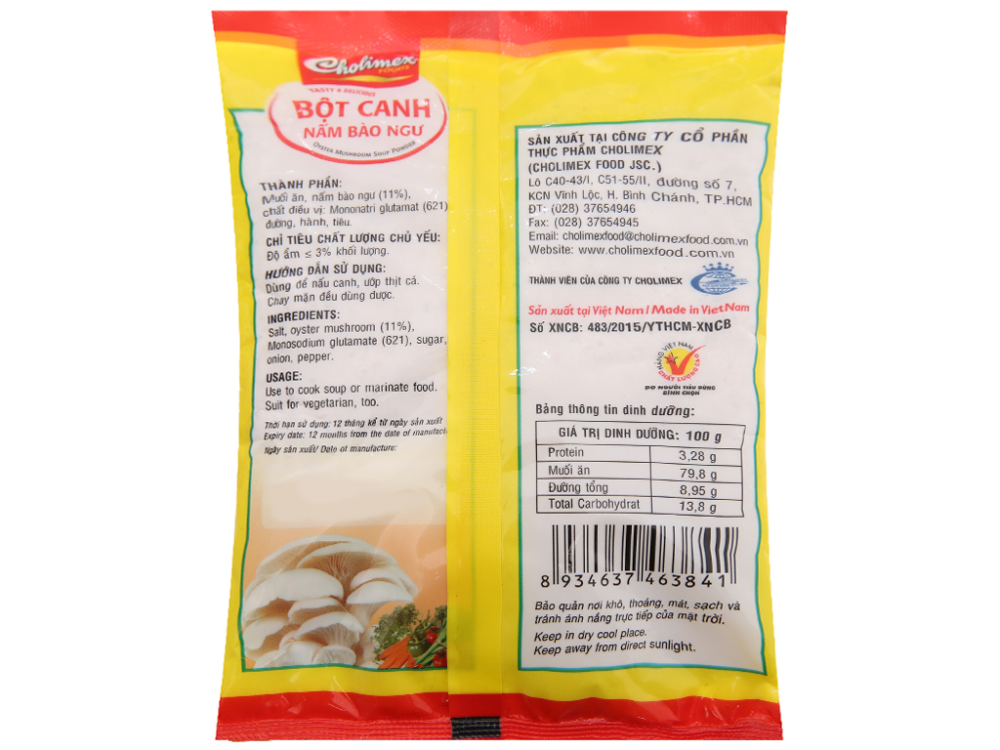 Cholimex
FOODS
TASTY & DELICIOUS
BỘT CANH
NẤM BÀO NGƯ
OYSTER MUSHROOM SOUP POWDER
THÀNH PHẦN:
Muối ăn, nấm bào ngư (11%),
chất điều vị: Mononatri glutamat (621)
đường, hành, tiêu.
CHỈ TIÊU CHẤT LƯỢNG CHỦ YẾU:
Độ ẩm ≤ 3% khối lượng.
HƯỚNG DẪN SỬ DỤNG:
Dùng để nấu canh, ướp thịt cá.
Chay mặn đều dùng được.
INGREDIENTS:
Salt, oyster mushroom (11%),
Monosodium glutamate (621), sugar,
onion, pepper.
USAGE:
Use to cook soup or marinate food.
Suit for vegetarian, too.
Thời hạn sử dụng: 12 tháng kể từ ngày sản xuất
Expiry date: 12 months from the date of manufactu
Ngày sản xuất/ Date of manufacture:
SẢN XUẤT TẠI CÔNG TY CỔ PHẦN
THỰC PHẨM CHOLIMEX
(CHOLIMEX FOOD JSC.)
Lô C40-43/I, C51-55/II, đường số 7,
KCN Vĩnh Lộc, H. Bình Chánh, TP.HCM
ĐT: (028) 37654946
Fax: (028) 37654945
Email: cholimexfood@cholimexfood.com.vn
Website: www.cholimexfood.com.vn
THÀNH VIÊN CỦA CÔNG TY CHOLIMEX
Sản xuất tại Việt Nam / Made in VietNam
Số XNCB: 483/2015/YTHCM-XNCB
HÀNG VIỆT NAM
CHẤT LƯỢNG CAO
DO NGƯỜI TIÊU DÙNG
BÌNH CHỌN
Bảng thông tin dinh dưỡng:
GIÁ TRỊ DINH DƯỠNG: 100 g
Protein 3,28 g
Muối ăn 79,8 g
Đường tổng 8,95 g
Total Carbohydrat 13,8 g
8 934637 463841
Bảo quản nơi khô, thoáng, mát, sạch và
tránh ánh nắng trực tiếp của mặt trời.
Keep in dry cool place.
Keep away from direct sunlight.